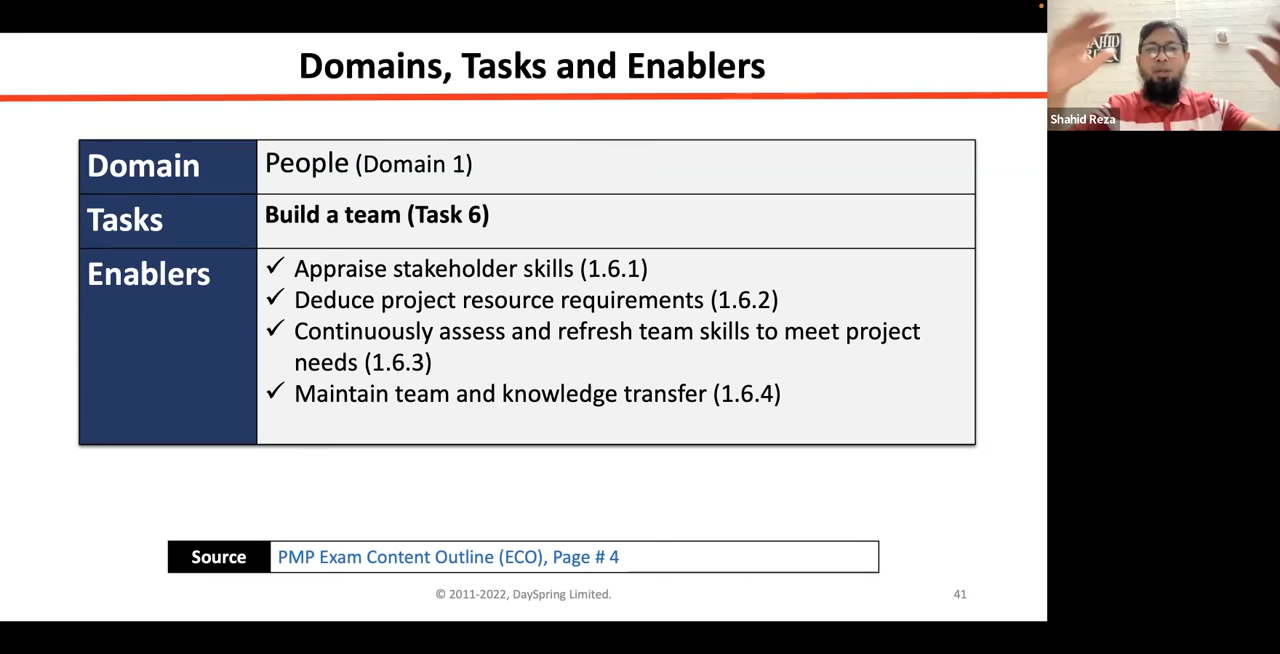 Domains, Tasks and Enablers
Domain
People (Domain 1)
Tasks
Build a team (Task 6)
Enablers
✓ Appraise stakeholder skills (1.6.1)
✓ Deduce project resource requirements (1.6.2)
✓ Continuously assess and refresh team skills to meet project
needs (1.6.3)
✓ Maintain team and knowledge transfer (1.6.4)
Source
PMP Exam Content Outline (ECO), Page # 4
© 2011-2022, DaySpring Limited.
41
Shahid Reza